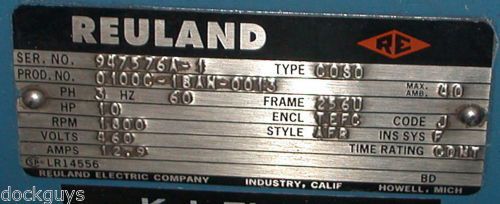 REULAND RE
SER. NO. 947576A-1 TYPE COSO
PROD. NO. 0100C-1BAN-0013 MAX. AMB. 40
PH 3 HZ 60 FRAME 256U
HP 10 ENCL TEFC CODE J
RPM 1800 STYLE AFR INS SYS F
VOLTS 460 TIME RATING CONT
AMPS 12.9
LR14556 BD
REULAND ELECTRIC COMPANY INDUSTRY, CALIF HOWELL, MICH
dockguys